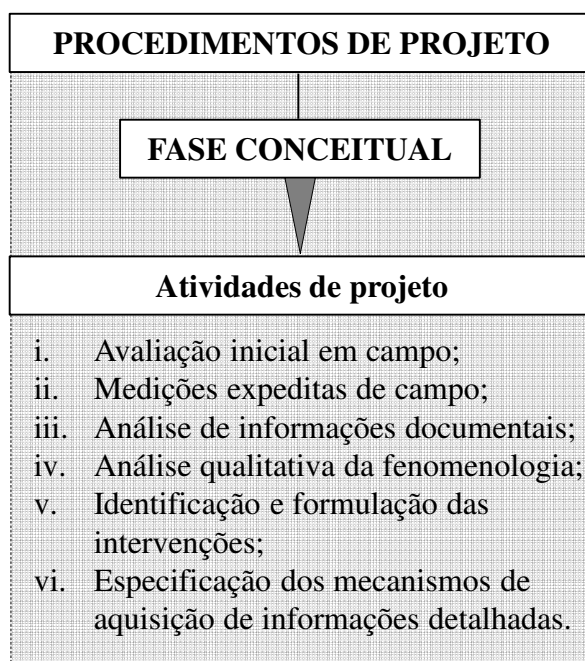 PROCEDIMENTOS DE PROJETO
FASE CONCEITUAL
Atividades de projeto
i. Avaliação inicial em campo;
ii. Medições expeditas de campo;
iii. Análise de informações documentais;
iv. Análise qualitativa da fenomenologia;
v. Identificação e formulação das
intervenções;
vi. Especificação dos mecanismos de
aquisição de informações detalhadas.